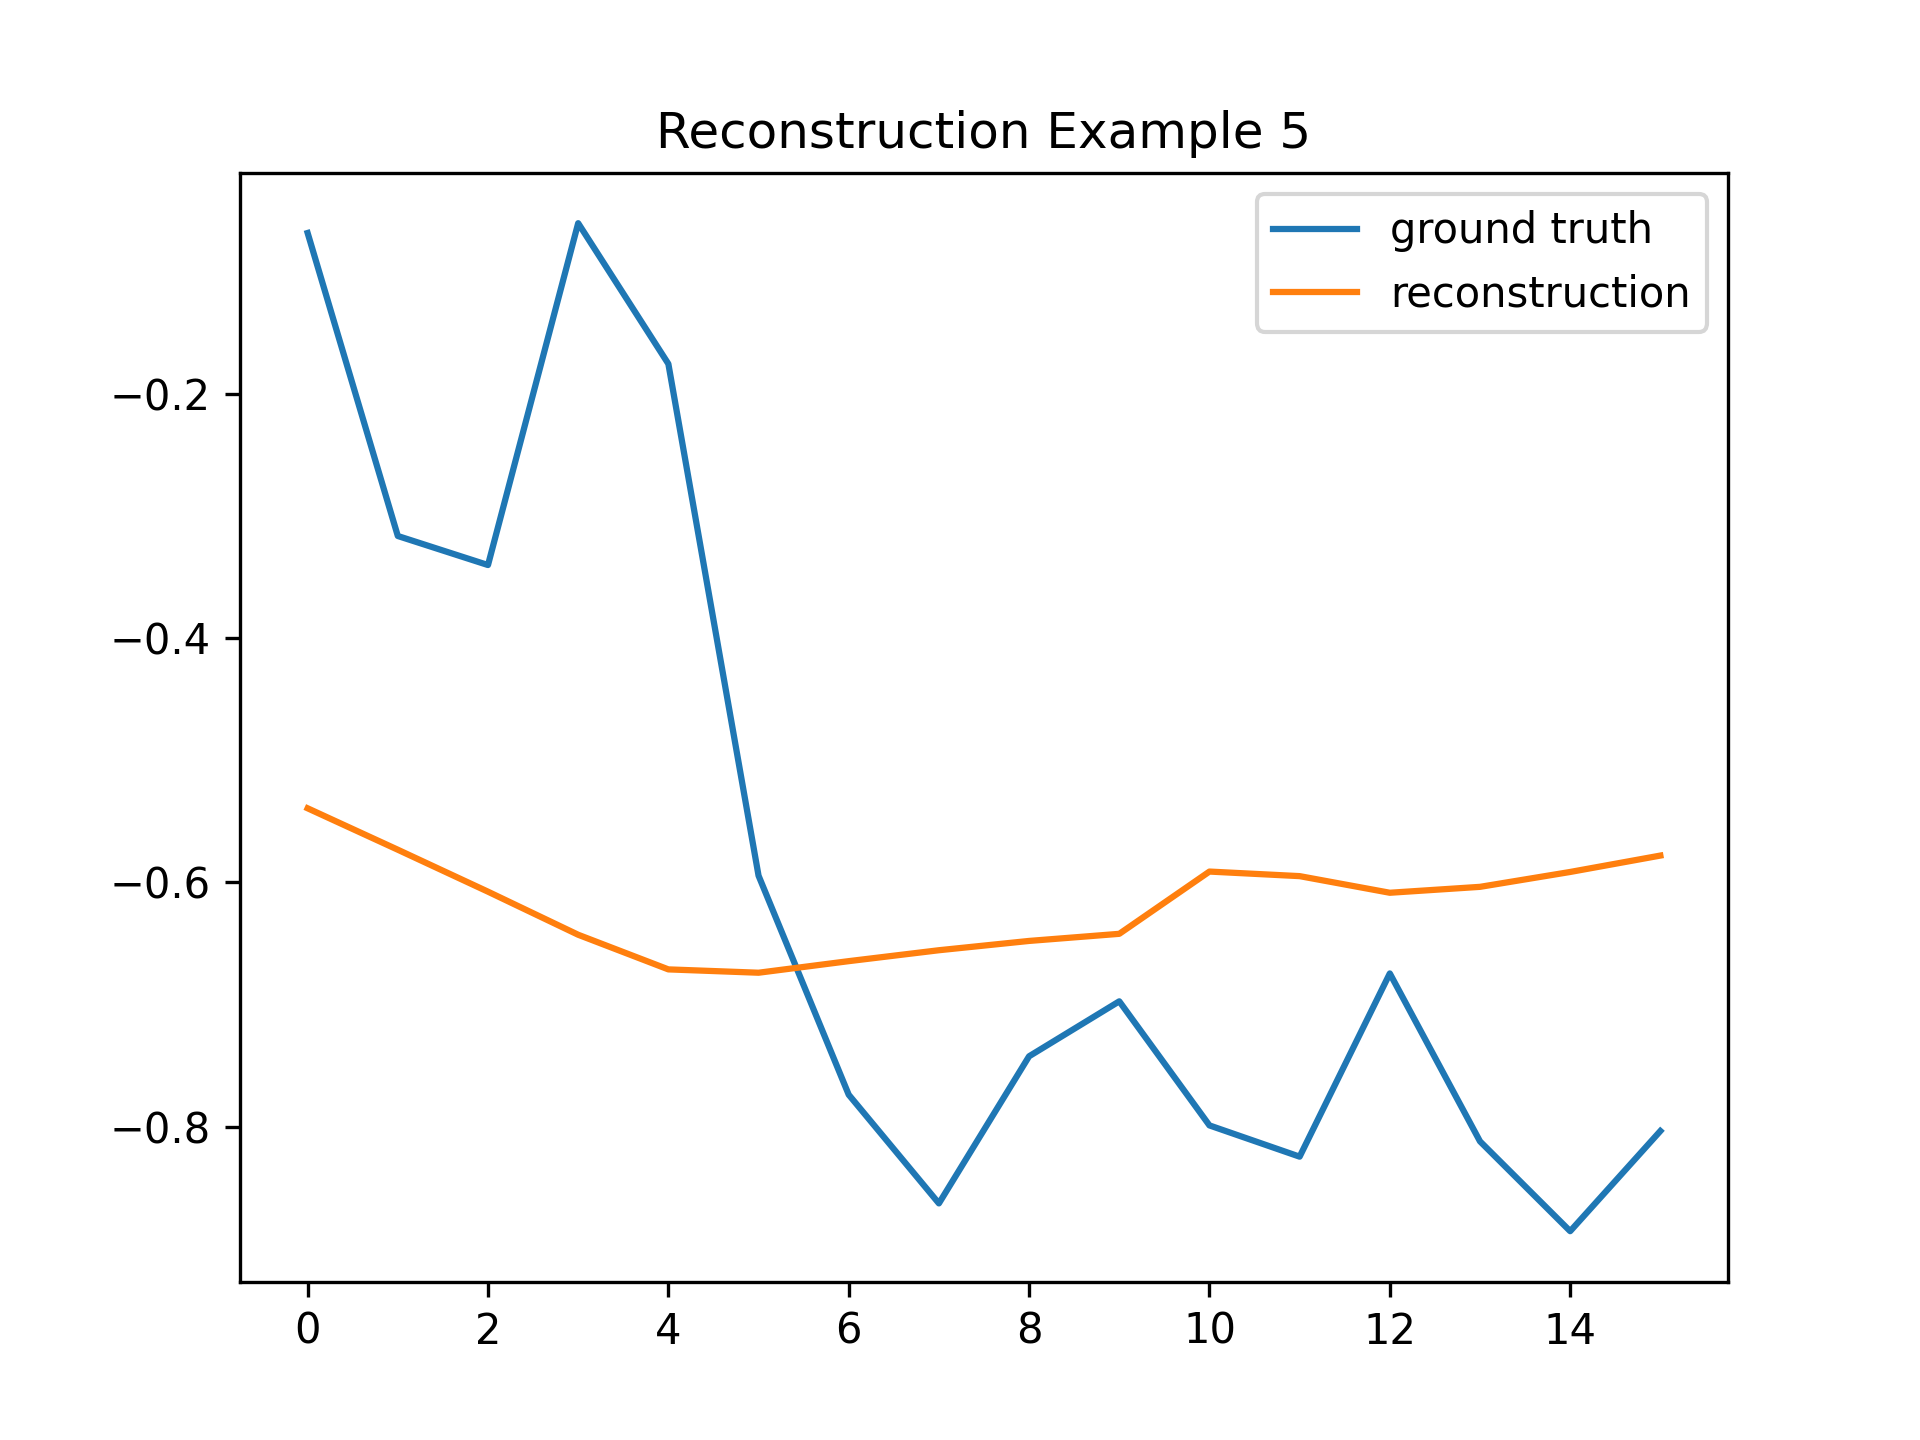 Reconstruction Example 5
ground truth
reconstruction
−0.2
−0.4
−0.6
−0.8
0 2 4 6 8 10 12 14